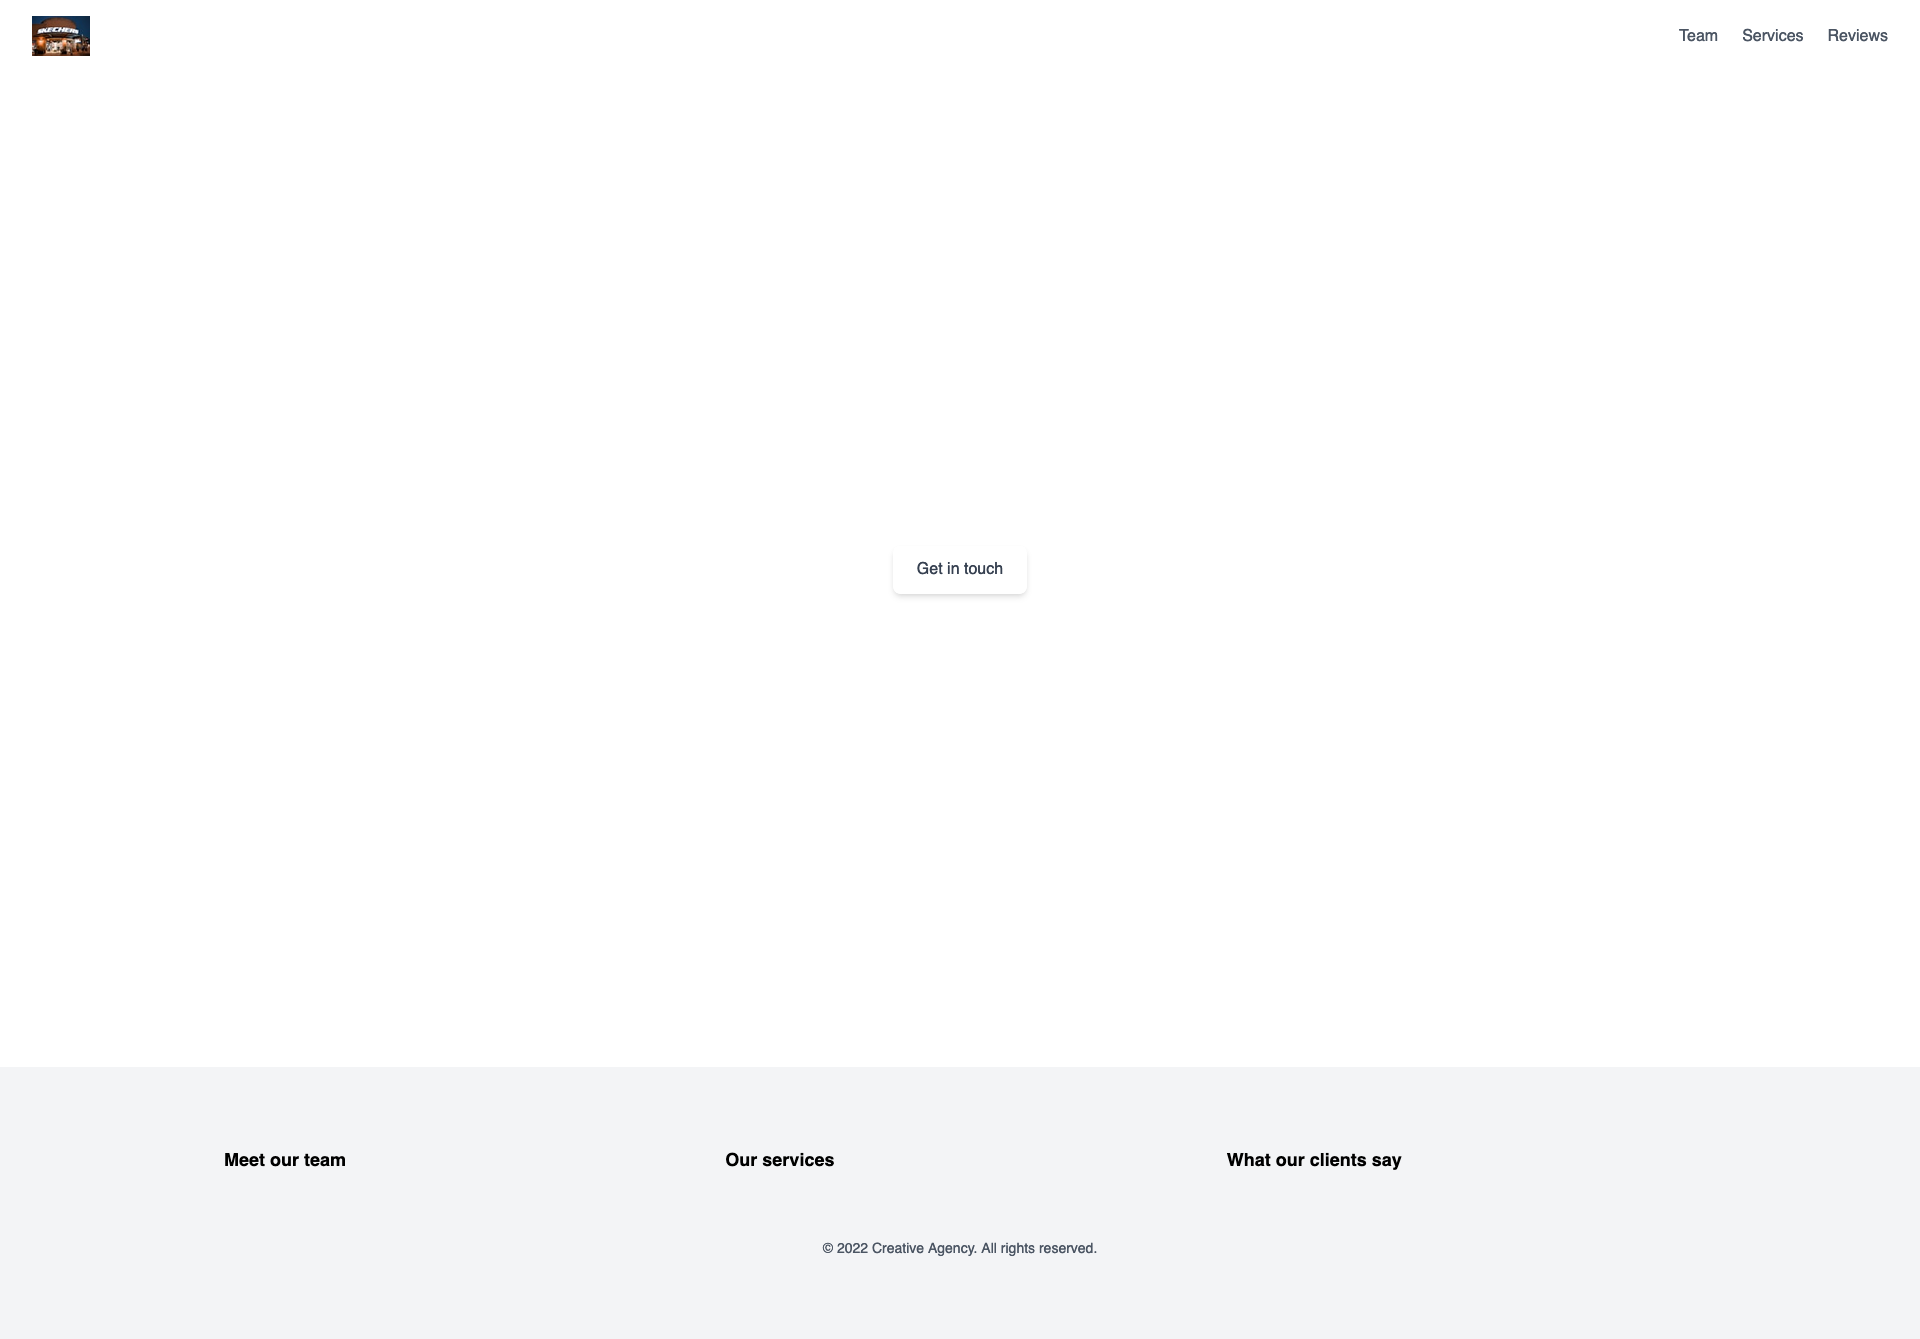 SKECHERS
Team Services Reviews
Get in touch
Meet our team
Our services
What our clients say
© 2022 Creative Agency. All rights reserved.